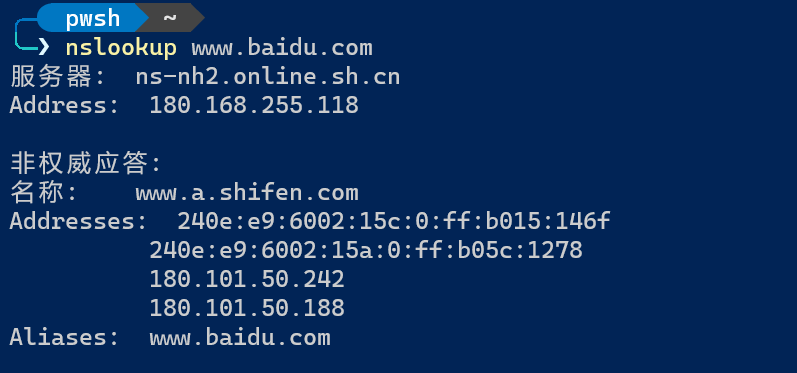 pwsh ~
❯ nslookup www.baidu.com
服务器:  ns-nh2.online.sh.cn
Address:  180.168.255.118

非权威应答:
名称:    www.a.shifen.com
Addresses:  240e:e9:6002:15c:0:ff:b015:146f
          240e:e9:6002:15a:0:ff:b05c:1278
          180.101.50.242
          180.101.50.188
Aliases:  www.baidu.com